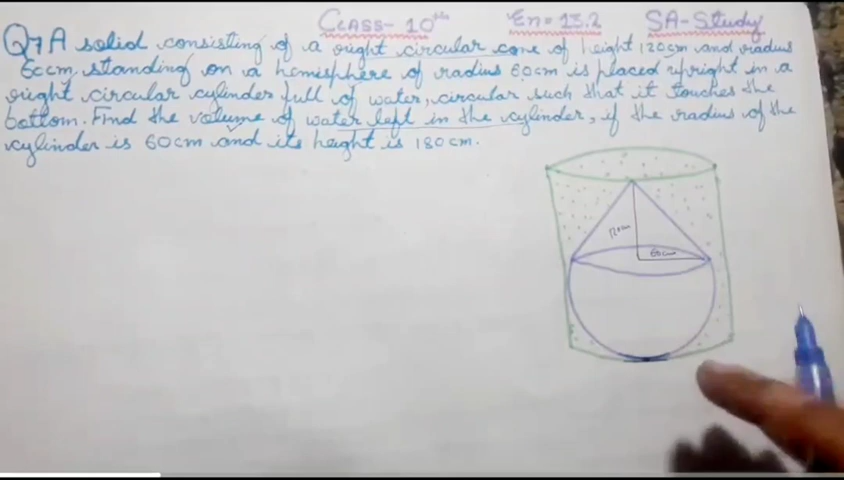 CLASS-10th Ex=13.2 SA-Study
Q7 A solid consisting of a right circular cone of height 120cm and radius
60cm standing on a hemisphere of radius 60cm is placed upright in a
right circular cylinder full of water, circular such that it touches the
bottom. Find the volume of water left in the cylinder, if the radius of the
cylinder is 60cm and its height is 180cm.
120cm
60cm